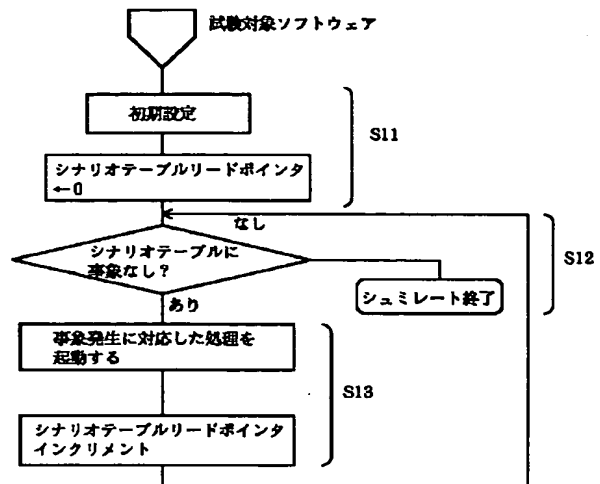 試験対象ソフトウェア
初期設定
S11
シナリオテーブルリードポインタ
←0
なし
シナリオテーブルに
事象なし?
S12
シュミレート終了
あり
事象発生に対応した処理を
起動する
S13
シナリオテーブルリードポインタ
インクリメント